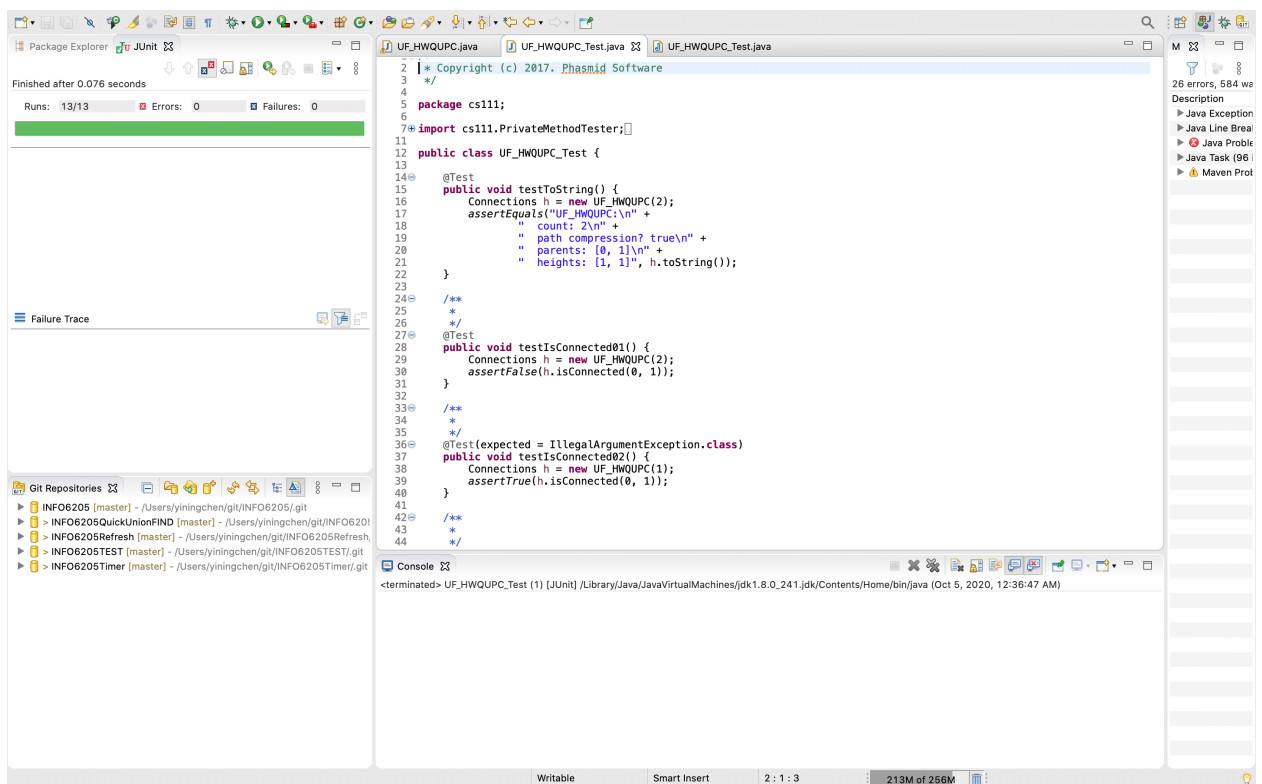 Package Explorer JUnit
Finished after 0.076 seconds
Runs: 13/13 Errors: 0 Failures: 0
Failure Trace
Git Repositories
INFO6205 [master] - /Users/yiningchen/git/INFO6205/.git
> INFO6205QuickUnionFIND [master] - /Users/yiningchen/git/INFO620
> INFO6205Refresh [master] - /Users/yiningchen/git/INFO6205Refresh
> INFO6205TEST [master] - /Users/yiningchen/git/INFO6205TEST/.git
> INFO6205Timer [master] - /Users/yiningchen/git/INFO6205Timer/.git
UF_HWQUPC.java UF_HWQUPC_Test.java UF_HWQUPC_Test.java
2 * Copyright (c) 2017. Phasmid Software
3 */
4
5 package cs111;
6
7 import cs111.PrivateMethodTester;
11
12 public class UF_HWQUPC_Test {
13
14 @Test
15 public void testToString() {
16 Connections h = new UF_HWQUPC(2);
17 assertEquals("UF_HWQUPC:\n" +
18 " count: 2\n" +
19 " path compression? true\n" +
20 " parents: [0, 1]\n" +
21 " heights: [1, 1]", h.toString());
22 }
23
24 /**
25 *
26 */
27 @Test
28 public void testIsConnected01() {
29 Connections h = new UF_HWQUPC(2);
30 assertFalse(h.isConnected(0, 1));
31 }
32
33 /**
34 *
35 */
36 @Test(expected = IllegalArgumentException.class)
37 public void testIsConnected02() {
38 Connections h = new UF_HWQUPC(1);
39 assertTrue(h.isConnected(0, 1));
40 }
41
42 /**
43 *
44 */
Console
<terminated> UF_HWQUPC_Test (1) [JUnit] /Library/Java/JavaVirtualMachines/jdk1.8.0_241.jdk/Contents/Home/bin/java (Oct 5, 2020, 12:36:47 AM)
M
26 errors, 584 wa
Description
Java Exception
Java Line Brea
Java Proble
Java Task (96 i
Maven Prob
Writable Smart Insert 2 : 1 : 3 213M of 256M